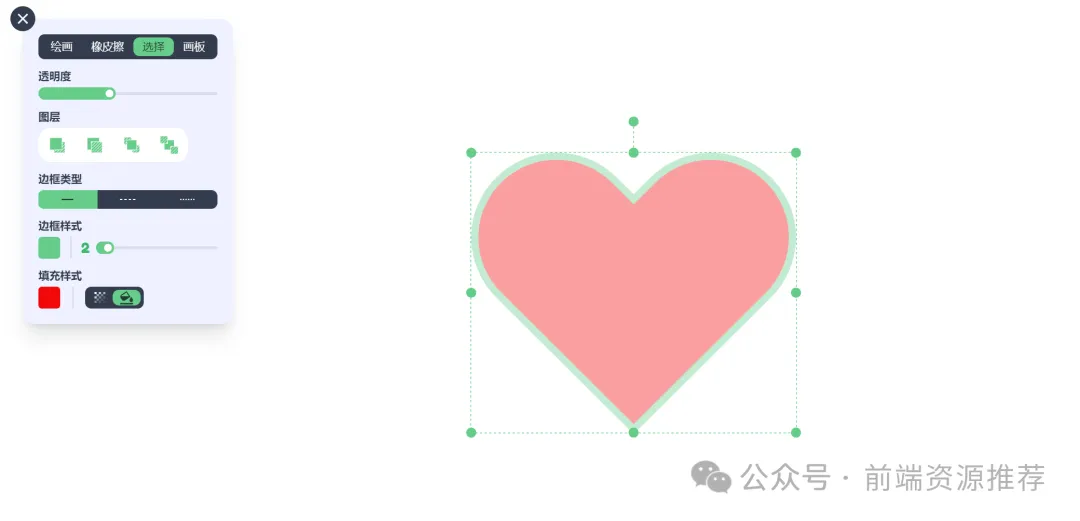 绘画 橡皮擦 选择 画板
透明度
图层
边框类型
边框样式
2
填充样式
公众号 · 前端资源推荐